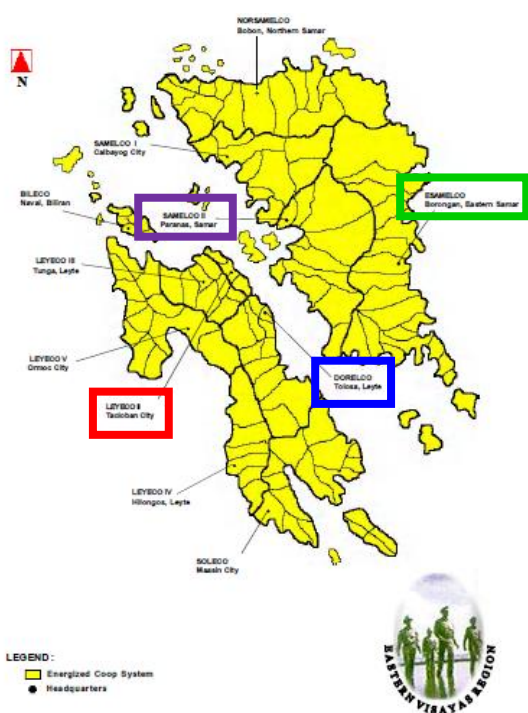 NORSAMELCO
Bobon, Northern Samar
N
SAMELCO I
Calbayog City
ESAMELCO
Borongan, Eastern Samar
BILECO
Naval, Biliran
SAMELCO II
Paranas, Samar
LEYECO III
Tunga, Leyte
LEYECO V
Ormoc City
DORELCO
Tolosa, Leyte
LEYECO II
Tacloban City
LEYECO IV
Hilongos, Leyte
SOLECO
Maasin City
LEGEND:
Energized Coop System
Headquarters
EASTERN VISAYAS REGION